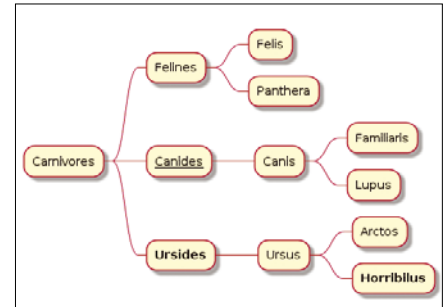 Carnivores
Felines
Felis
Panthera
Canides
Canis
Familiaris
Lupus
Ursides
Ursus
Arctos
Horribilus